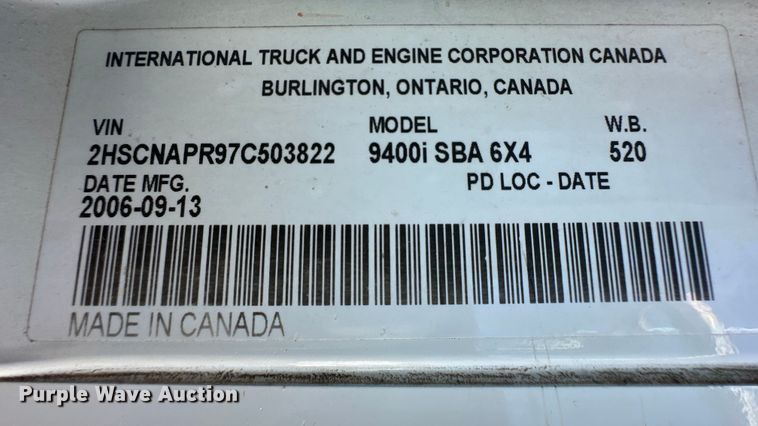 INTERNATIONAL TRUCK AND ENGINE CORPORATION CANADA
BURLINGTON, ONTARIO, CANADA
VIN MODEL W.B.
2HSCNAPR97C503822 9400i SBA 6X4 520
DATE MFG. PD LOC - DATE
2006-09-13
MADE IN CANADA
Purple Wave Auction